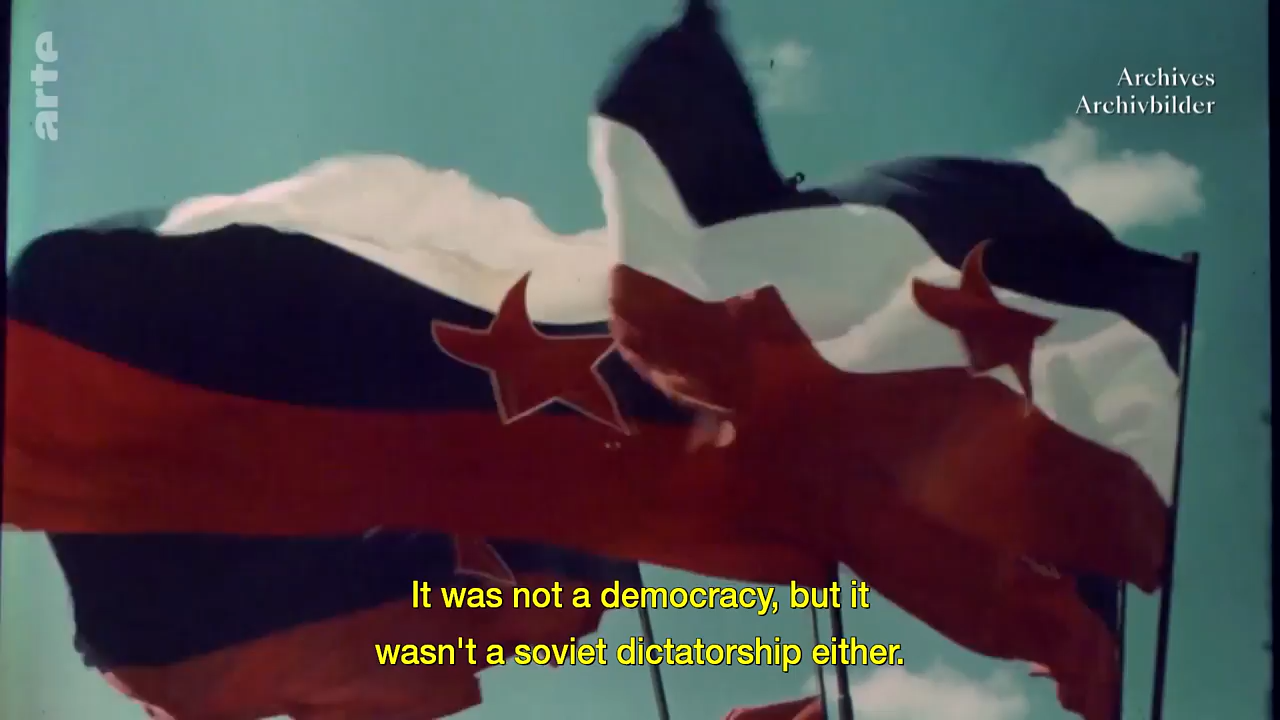 arte
Archives
Archivbilder
It was not a democracy, but it
wasn't a soviet dictatorship either.